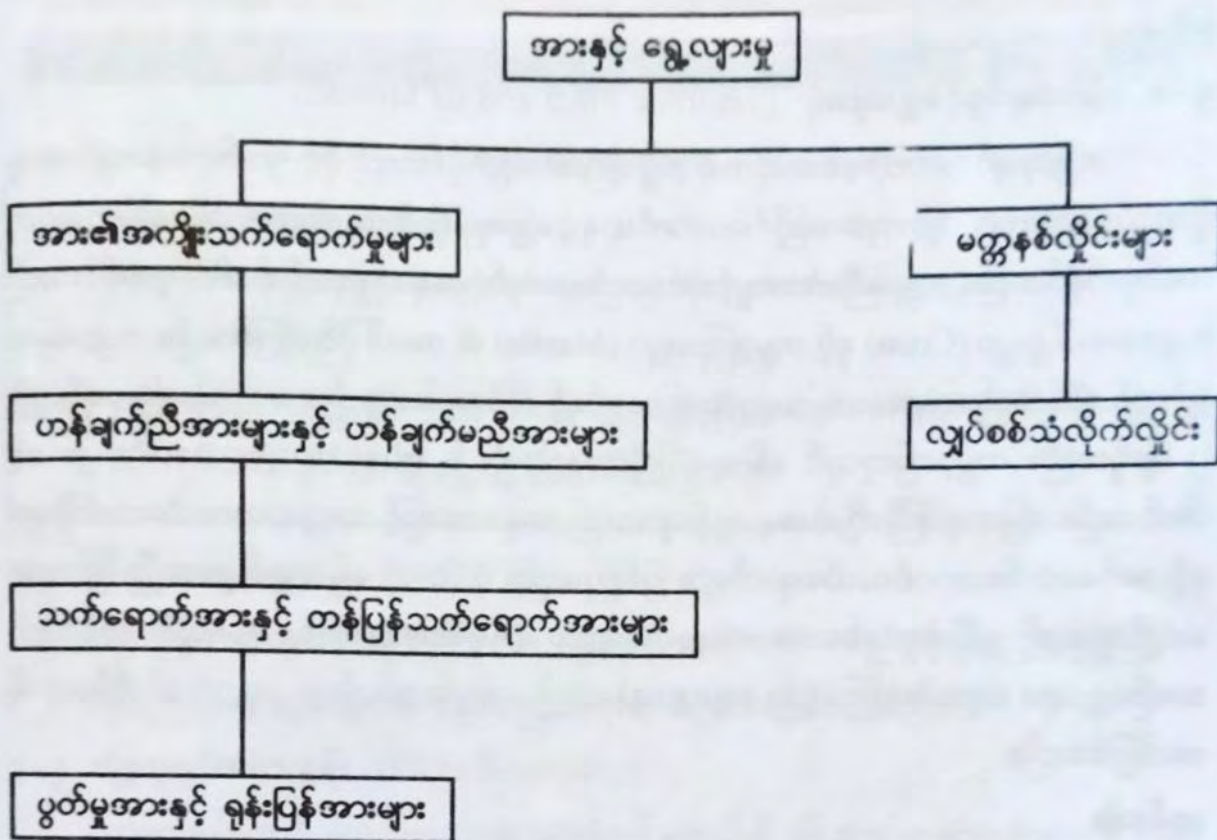 အားနှင့် ရွေ့လျားမှု
အား၏အကျိုးသက်ရောက်မှုများ
မက္ကနစ်လှိုင်းများ
ဟန်ချက်ညီအားများနှင့် ဟန်ချက်မညီအားများ
လျှပ်စစ်သံလိုက်လှိုင်း
သက်ရောက်အားနှင့် တန်ပြန်သက်ရောက်အားများ
ပွတ်မှုအားနှင့် ရုန်းပြန်အားများ